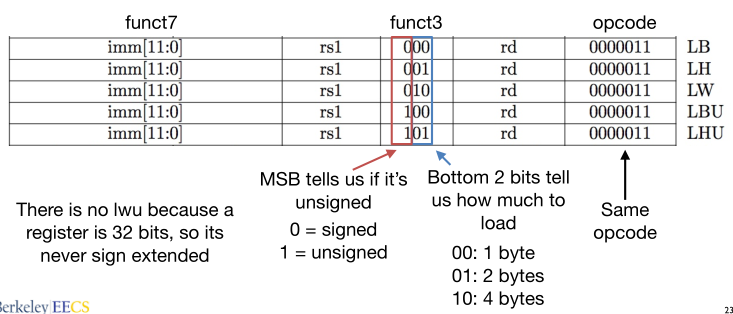 funct7 funct3 opcode
imm[11:0] rs1 000 rd 0000011 LB
imm[11:0] rs1 001 rd 0000011 LH
imm[11:0] rs1 010 rd 0000011 LW
imm[11:0] rs1 100 rd 0000011 LBU
imm[11:0] rs1 101 rd 0000011 LHU
MSB tells us if it's
unsigned
0 = signed
1 = unsigned
Bottom 2 bits tell
us how much to
load
00: 1 byte
01: 2 bytes
10: 4 bytes
Same
opcode
There is no lwu because a
register is 32 bits, so its
never sign extended
Berkeley EECS
23